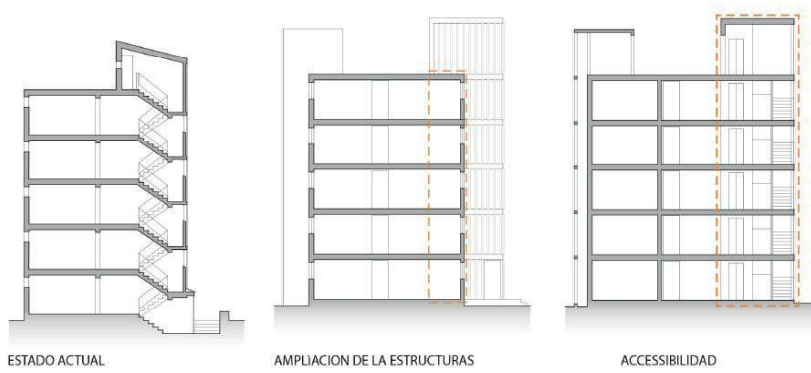 ESTADO ACTUAL
AMPLIACION DE LA ESTRUCTURAS
ACCESSIBILIDAD